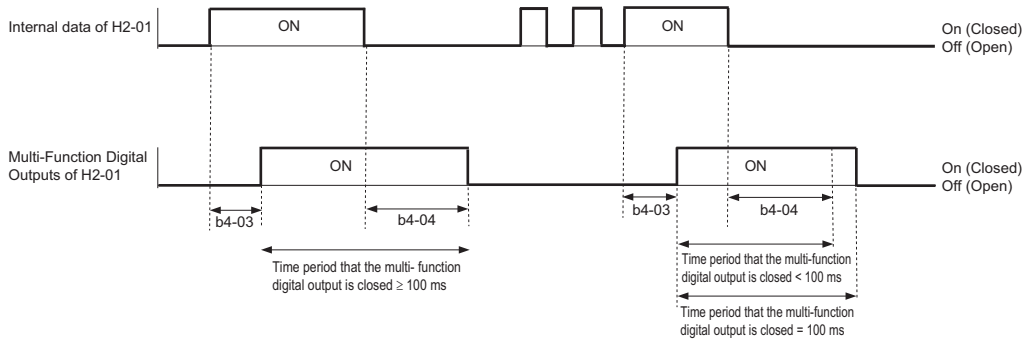 Internal data of H2-01
ON
ON
On (Closed)
Off (Open)
Multi-Function Digital
Outputs of H2-01
ON
ON
On (Closed)
Off (Open)
b4-03
b4-04
b4-03
b4-04
Time period that the multi- function
digital output is closed ≥ 100 ms
Time period that the multi-function
digital output is closed < 100 ms
Time period that the multi-function
digital output is closed = 100 ms